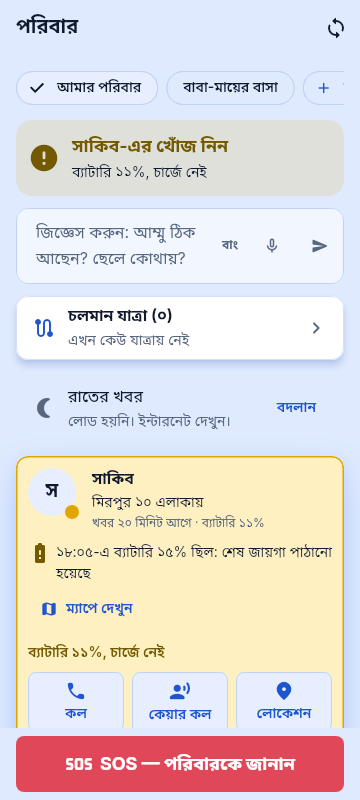 পরিবার
আমার পরিবার
বাবা-মায়ের বাসা
সাকিব-এর খোঁজ নিন
ব্যাটারি ১১%, চার্জে নেই
জিজ্ঞেস করুন: আম্মু ঠিক
আছেন? ছেলে কোথায়?
বাং
চলমান যাত্রা (০)
এখন কেউ যাত্রায় নেই
রাতের খবর
লোড হয়নি। ইন্টারনেট দেখুন।
বদলান
স
সাকিব
মিরপুর ১০ এলাকায়
খবর ২০ মিনিট আগে · ব্যাটারি ১১%
১৮:০৫-এ ব্যাটারি ১৫% ছিল: শেষ জায়গা পাঠানো
হয়েছে
ম্যাপে দেখুন
ব্যাটারি ১১%, চার্জে নেই
কল
কেয়ার কল
লোকেশন
SOS SOS — পরিবারকে জানান